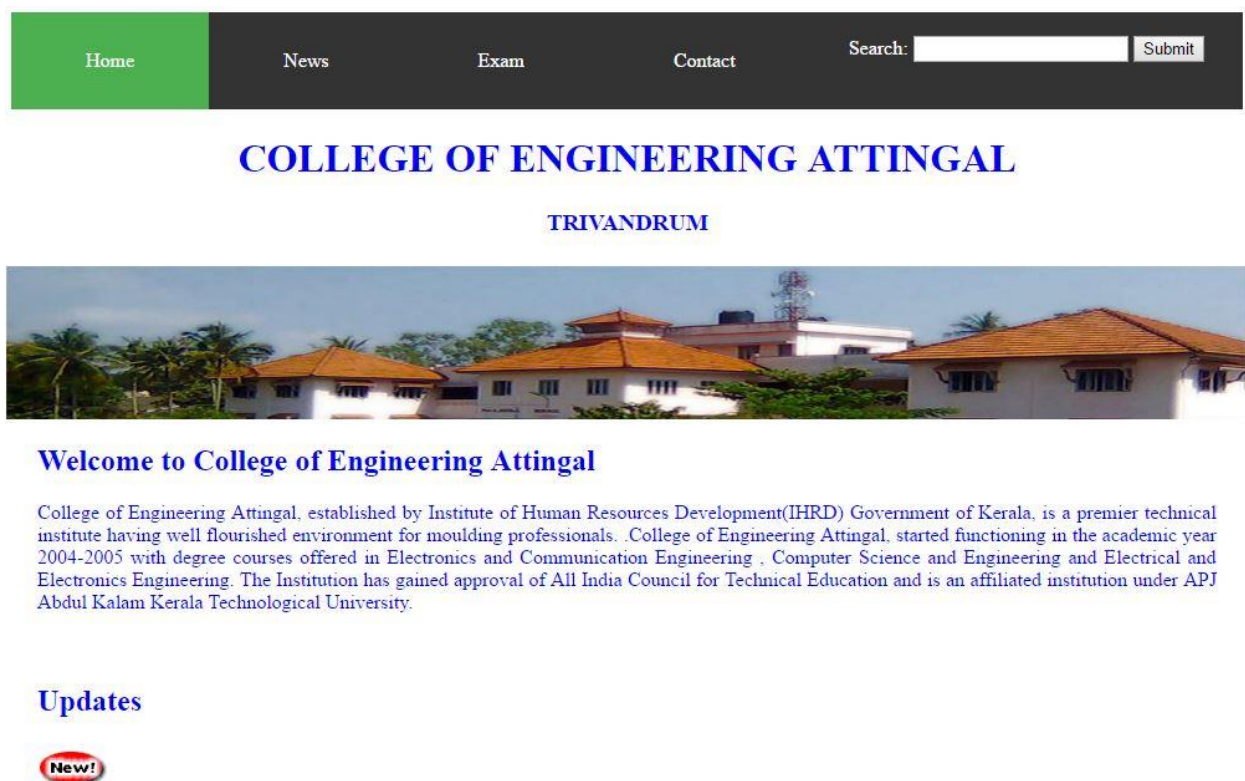 Home News Exam Contact Search: Submit
COLLEGE OF ENGINEERING ATTINGAL
TRIVANDRUM
Welcome to College of Engineering Attingal
College of Engineering Attingal, established by Institute of Human Resources Development(IHRD) Government of Kerala, is a premier technical
institute having well flourished environment for moulding professionals. .College of Engineering Attingal, started functioning in the academic year
2004-2005 with degree courses offered in Electronics and Communication Engineering , Computer Science and Engineering and Electrical and
Electronics Engineering. The Institution has gained approval of All India Council for Technical Education and is an affiliated institution under APJ
Abdul Kalam Kerala Technological University.
Updates
New!